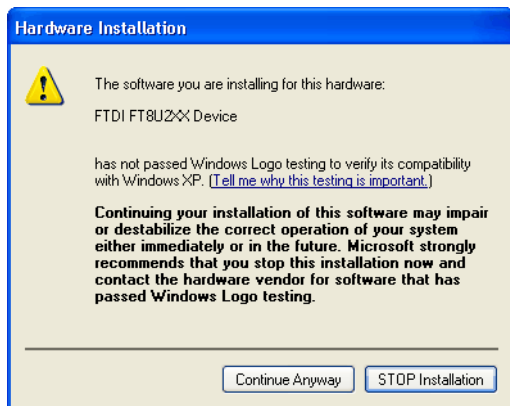 Hardware Installation
The software you are installing for this hardware:
FTDI FT8U2XX Device
has not passed Windows Logo testing to verify its compatibility
with Windows XP. (Tell me why this testing is important.)
Continuing your installation of this software may impair
or destabilize the correct operation of your system
either immediately or in the future. Microsoft strongly
recommends that you stop this installation now and
contact the hardware vendor for software that has
passed Windows Logo testing.
Continue Anyway
STOP Installation